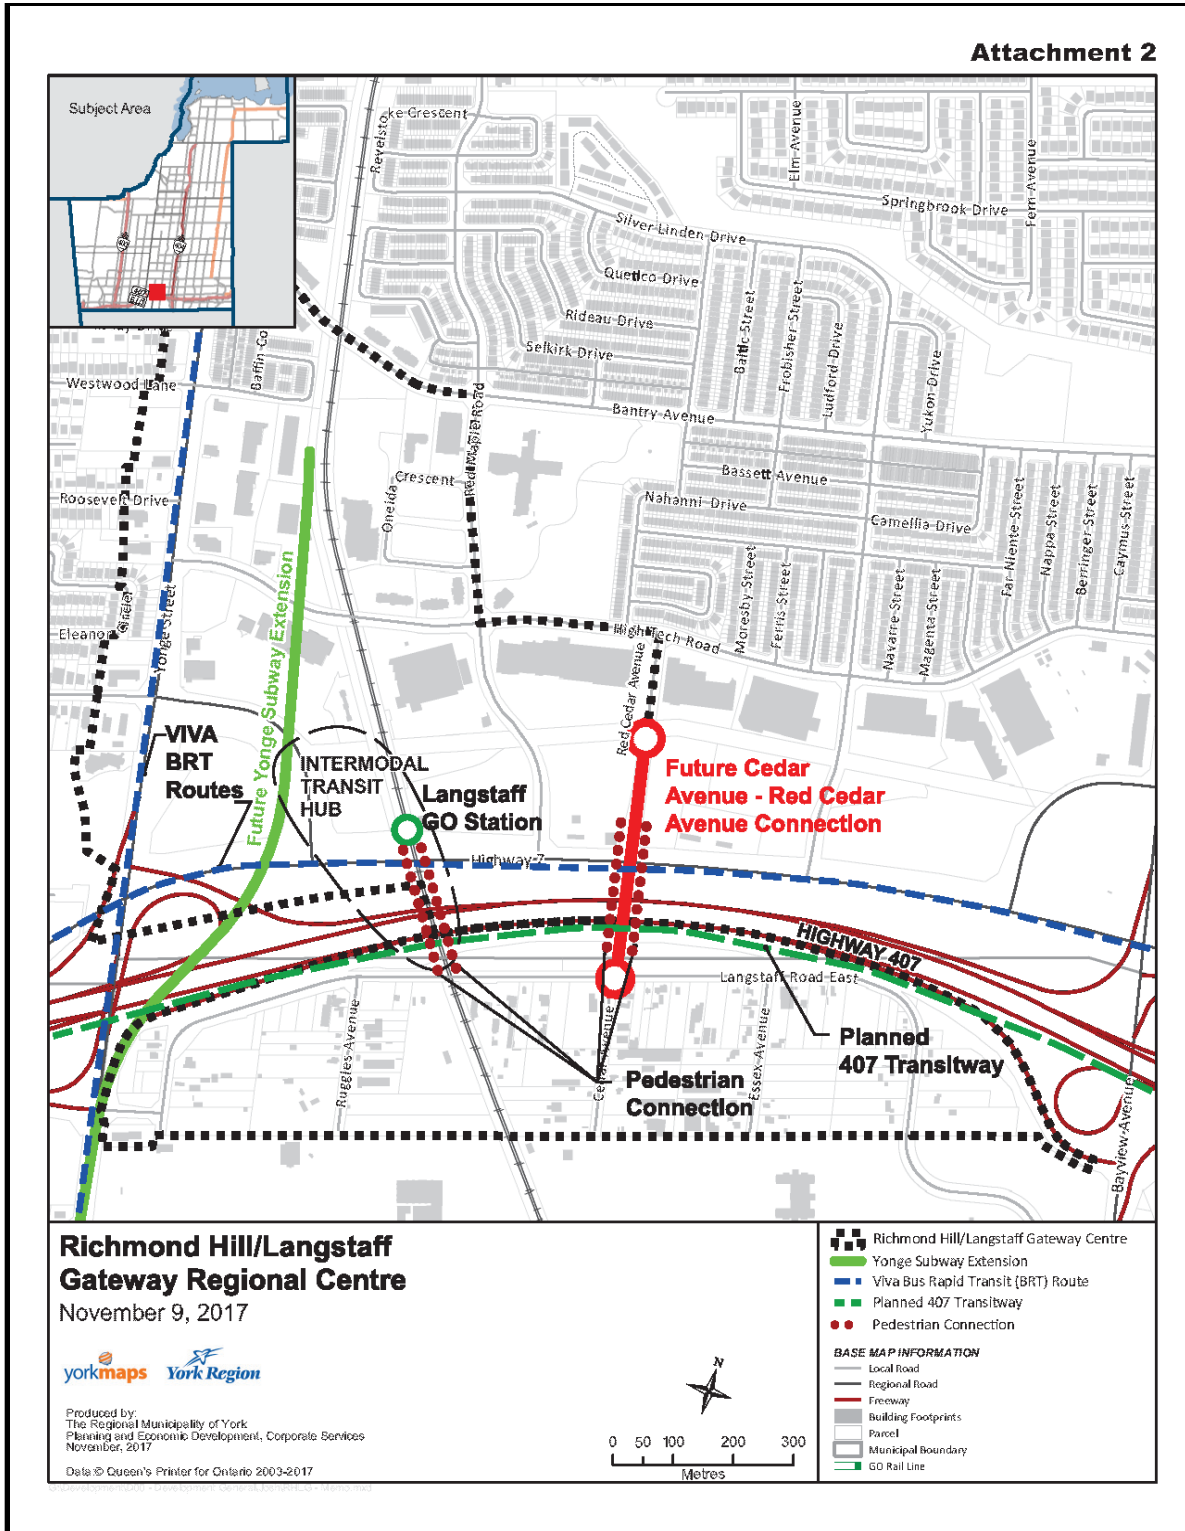 Attachment 2
Subject Area
Revelsto
ke Crescent
Elm Avenue
Fern Avenue
Springbrook Drive
Silver Linden Drive
Quetico Drive
Rideau Drive
Selkirk Drive
Baltic Street
Frobisher Street
Ludford Drive
Yukon Drive
Baffin Co
Westwood Lane
Bantry Avenue
Red Maple Road
Bassett Avenue
Crescent
Oneida
Nahanni Drive
Camellia Drive
Roosevelt Drive
Far Niente Street
Nappa Street
Berringer Street
Caymus Street
Moresby Street
Ferris Street
Navarre Street
Magenta Street
Yonge Street
Eleanor Circle
High Tech Road
Red Cedar Avenue
Future Yonge Subway Extension
VIVA
BRT
Routes
INTERMODAL
TRANSIT
HUB
Langstaff
GO Station
Future Cedar
Avenue - Red Cedar
Avenue Connection
Highway 7
HIGHWAY 407
Langstaff Road East
Ruggles Avenue
Cedar Avenue
Essex Avenue
Planned
407 Transitway
Pedestrian
Connection
Bayview Avenue
Richmond Hill/Langstaff
Gateway Regional Centre
November 9, 2017
yorkmaps
York Region
Produced by:
The Regional Municipality of York
Planning and Economic Development, Corporate Services
November, 2017
Data © Queen's Printer for Ontario 2003-2017
N
0 50 100 200 300
Metres
Richmond Hill/Langstaff Gateway Centre
Yonge Subway Extension
Viva Bus Rapid Transit (BRT) Route
Planned 407 Transitway
Pedestrian Connection
BASE MAP INFORMATION
Local Road
Regional Road
Freeway
Building Footprints
Parcel
Municipal Boundary
GO Rail Line